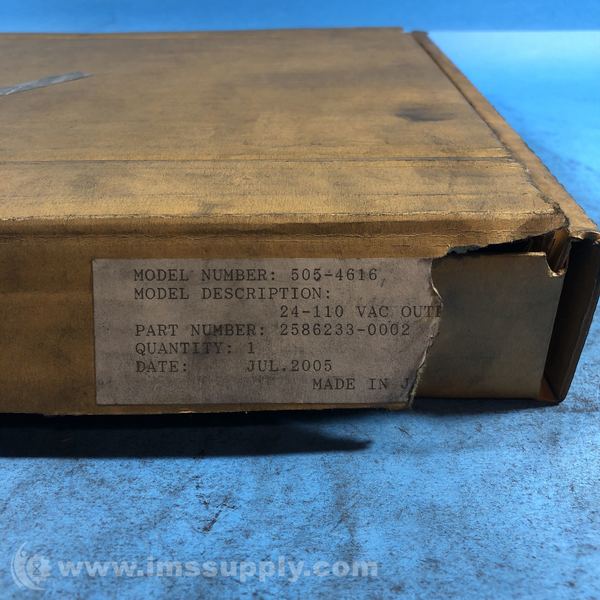 MODEL NUMBER: 505-4616
MODEL DESCRIPTION:
24-110 VAC
PART NUMBER: 2586233-0002
QUANTITY: 1
DATE: JUL.2005
MADE IN
www.imssupply.com